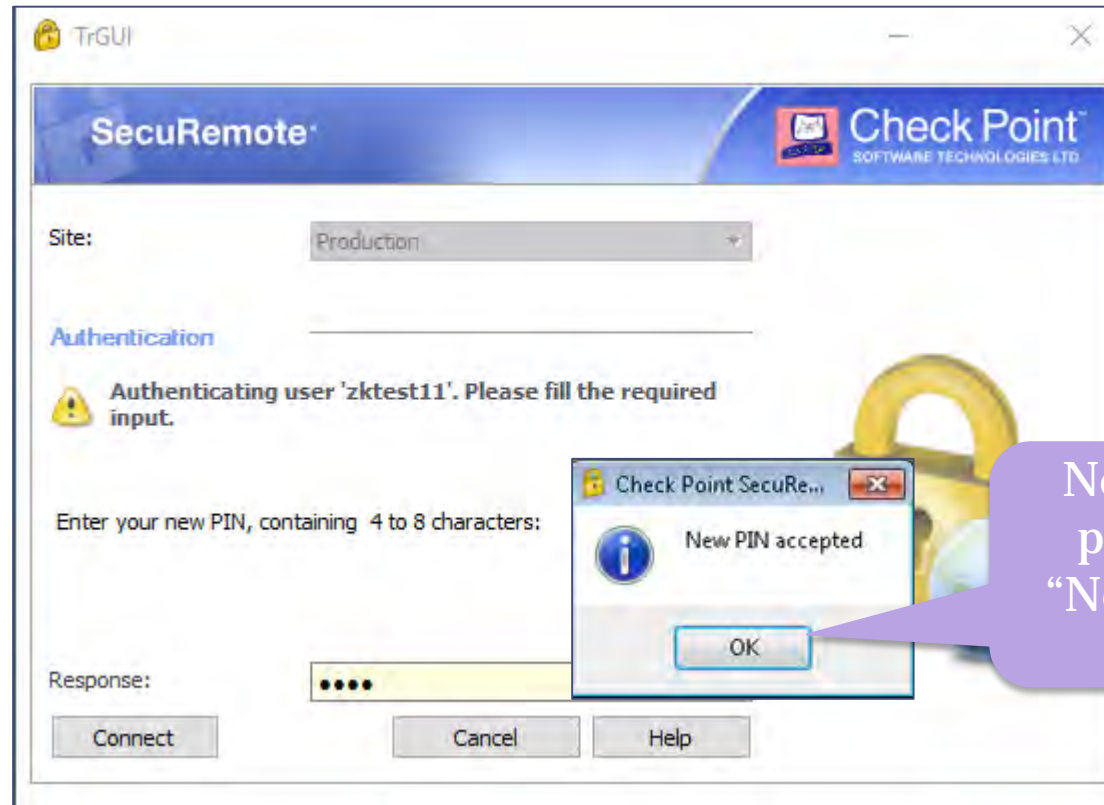 TrGUI
SecuRemote
Check Point
SOFTWARE TECHNOLOGIES LTD.
Site:
Production
Authentication
Authenticating user 'zktest11'. Please fill the required
input.
Check Point SecuRe...
Enter your new PIN, containing 4 to 8 characters:
New PIN accepted
OK
Response:
••••
Connect
Cancel
Help